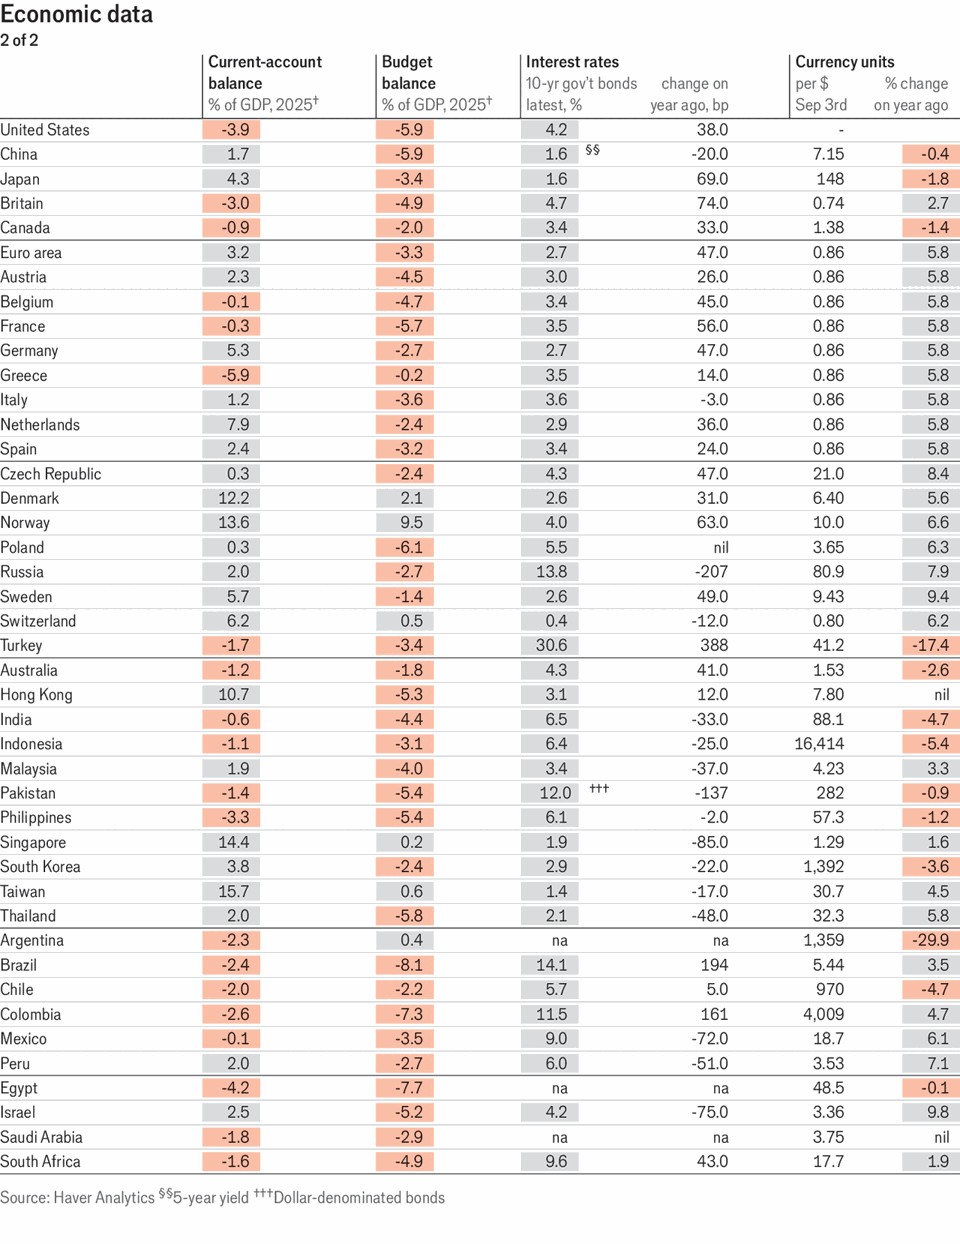 Economic data
2 of 2
Current-account Budget Interest rates Currency units
balance balance 10-yr gov't bonds change on per $ % change
% of GDP, 2025† % of GDP, 2025† latest, % year ago, bp Sep 3rd on year ago
United States -3.9 -5.9 4.2 38.0 -
China 1.7 -5.9 1.6 §§ -20.0 7.15 -0.4
Japan 4.3 -3.4 1.6 69.0 148 -1.8
Britain -3.0 -4.9 4.7 74.0 0.74 2.7
Canada -0.9 -2.0 3.4 33.0 1.38 -1.4
Euro area 3.2 -3.3 2.7 47.0 0.86 5.8
Austria 2.3 -4.5 3.0 26.0 0.86 5.8
Belgium -0.1 -4.7 3.4 45.0 0.86 5.8
France -0.3 -5.7 3.5 56.0 0.86 5.8
Germany 5.3 -2.7 2.7 47.0 0.86 5.8
Greece -5.9 -0.2 3.5 14.0 0.86 5.8
Italy 1.2 -3.6 3.6 -3.0 0.86 5.8
Netherlands 7.9 -2.4 2.9 36.0 0.86 5.8
Spain 2.4 -3.2 3.4 24.0 0.86 5.8
Czech Republic 0.3 -2.4 4.3 47.0 21.0 8.4
Denmark 12.2 2.1 2.6 31.0 6.40 5.6
Norway 13.6 9.5 4.0 63.0 10.0 6.6
Poland 0.3 -6.1 5.5 nil 3.65 6.3
Russia 2.0 -2.7 13.8 -207 80.9 7.9
Sweden 5.7 -1.4 2.6 49.0 9.43 9.4
Switzerland 6.2 0.5 0.4 -12.0 0.80 6.2
Turkey -1.7 -3.4 30.6 388 41.2 -17.4
Australia -1.2 -1.8 4.3 41.0 1.53 -2.6
Hong Kong 10.7 -5.3 3.1 12.0 7.80 nil
India -0.6 -4.4 6.5 -33.0 88.1 -4.7
Indonesia -1.1 -3.1 6.4 -25.0 16,414 -5.4
Malaysia 1.9 -4.0 3.4 -37.0 4.23 3.3
Pakistan -1.4 -5.4 12.0 ††† -137 282 -0.9
Philippines -3.3 -5.4 6.1 -2.0 57.3 -1.2
Singapore 14.4 0.2 1.9 -85.0 1.29 1.6
South Korea 3.8 -2.4 2.9 -22.0 1,392 -3.6
Taiwan 15.7 0.6 1.4 -17.0 30.7 4.5
Thailand 2.0 -5.8 2.1 -48.0 32.3 5.8
Argentina -2.3 0.4 na na 1,359 -29.9
Brazil -2.4 -8.1 14.1 194 5.44 3.5
Chile -2.0 -2.2 5.7 5.0 970 -4.7
Colombia -2.6 -7.3 11.5 161 4,009 4.7
Mexico -0.1 -3.5 9.0 -72.0 18.7 6.1
Peru 2.0 -2.7 6.0 -51.0 3.53 7.1
Egypt -4.2 -7.7 na na 48.5 -0.1
Israel 2.5 -5.2 4.2 -75.0 3.36 9.8
Saudi Arabia -1.8 -2.9 na na 3.75 nil
South Africa -1.6 -4.9 9.6 43.0 17.7 1.9
Source: Haver Analytics §§5-year yield †††Dollar-denominated bonds